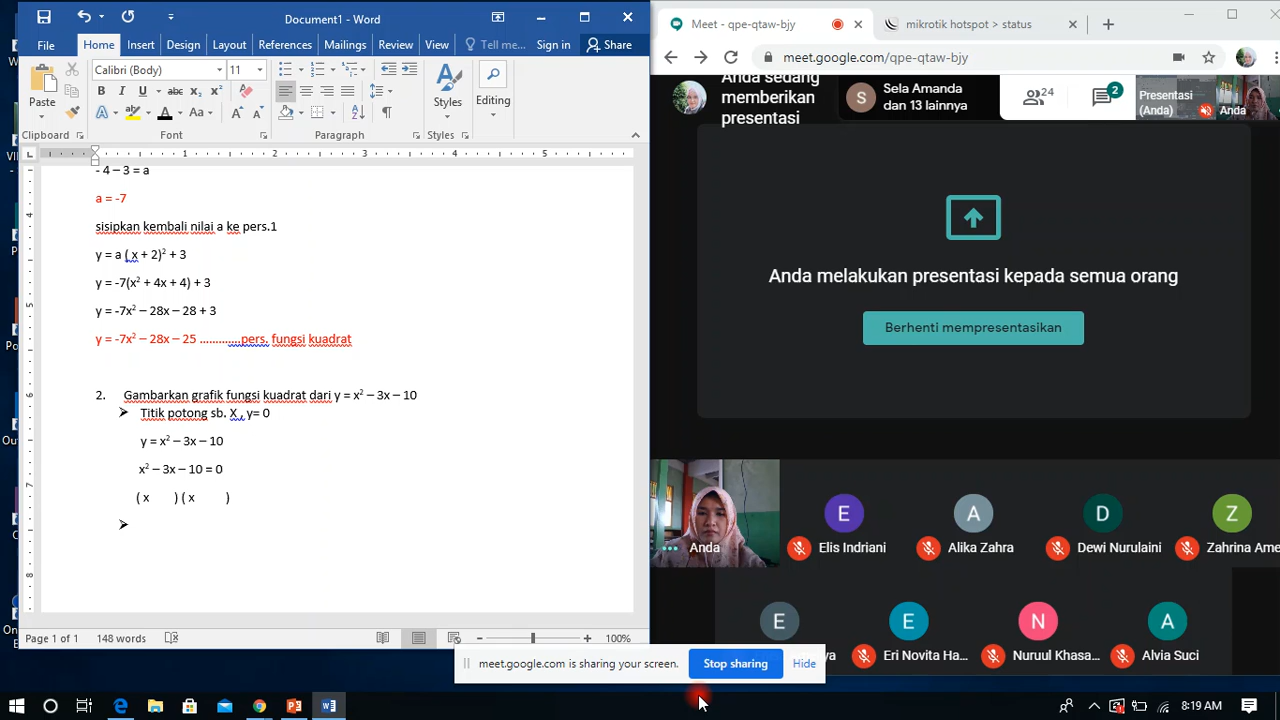 Document1 - Word
File Home Insert Design Layout References Mailings Review View Tell me... Sign in Share
Calibri (Body) 11
Paste
Styles
Editing
Clipboard Font Paragraph Styles
1 2 3 4 5
- 4 – 3 = a
a = -7
sisipkan kembali nilai a ke pers.1
y = a ( x + 2)² + 3
y = -7(x² + 4x + 4) + 3
y = -7x² – 28x – 28 + 3
y = -7x² – 28x – 25 .............pers. fungsi kuadrat
2. Gambarkan grafik fungsi kuadrat dari y = x² – 3x – 10
Titik potong sb. X , y= 0
y = x² – 3x – 10
x² – 3x – 10 = 0
( x ) ( x )
Page 1 of 1 148 words 100%
Meet - qpe-qtaw-bjy
mikrotik hotspot > status
meet.google.com/qpe-qtaw-bjy
Anda sedang
memberikan
presentasi
S
Sela Amanda
dan 13 lainnya
24
2
Presentasi
(Anda)
Anda
Anda melakukan presentasi kepada semua orang
Berhenti mempresentasikan
Anda
E
Elis Indriani
A
Alika Zahra
D
Dewi Nurulaini
Z
Zahrina Ame
E
E
Eri Novita Ha...
N
Nuruul Khasa...
A
Alvia Suci
meet.google.com is sharing your screen.
Stop sharing
Hide
8:19 AM